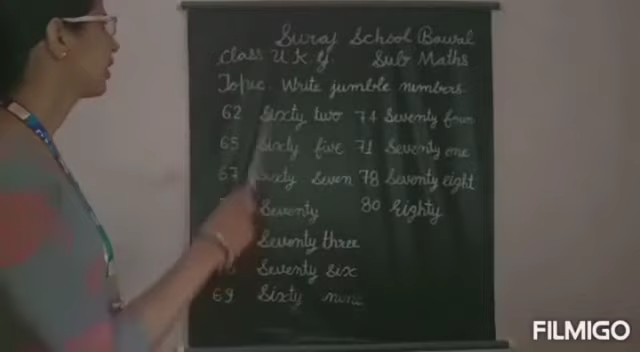 Suraj School Bawal
Class U.K.G. Sub Maths
Topic. Write jumble numbers.
62 Sixty two 74 Seventy four
65 Sixty five 71 Seventy one
67 Sixty Seven 78 Seventy eight
Seventy 80 Eighty
Seventy three
Seventy six
69 Sixty nine
FILMIGO